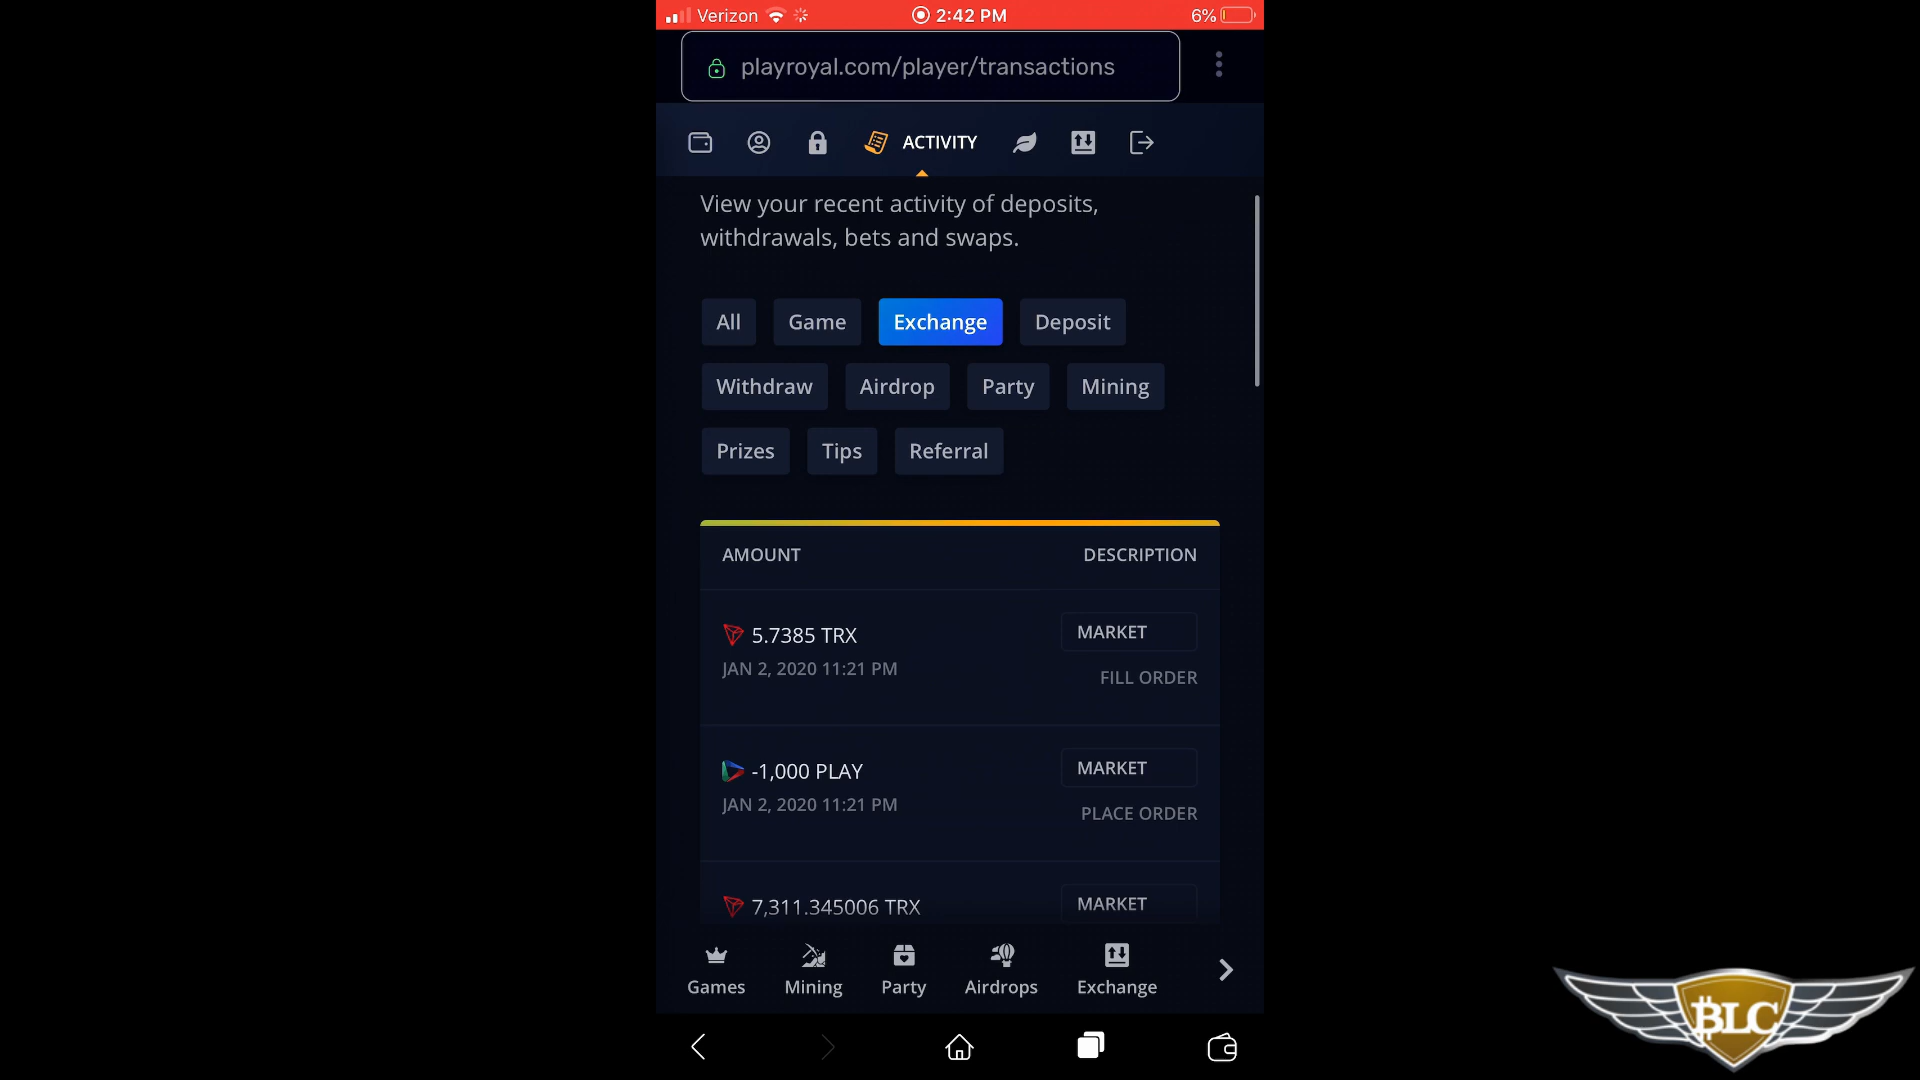 Verizon 2:42 PM 6%
playroyal.com/player/transactions
ACTIVITY
View your recent activity of deposits,
withdrawals, bets and swaps.
All Game Exchange Deposit
Withdraw Airdrop Party Mining
Prizes Tips Referral
AMOUNT DESCRIPTION
5.7385 TRX MARKET
JAN 2, 2020 11:21 PM FILL ORDER
-1,000 PLAY MARKET
JAN 2, 2020 11:21 PM PLACE ORDER
7,311.345006 TRX MARKET
Games Mining Party Airdrops Exchange
BLC